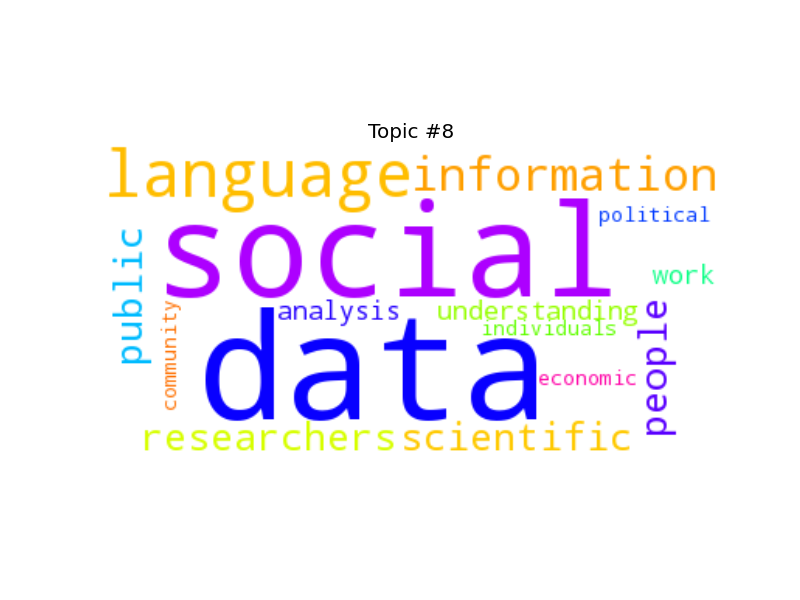 Topic #8
language
information
social
political
public
work
community
analysis
understanding
individuals
people
data
economic
researchers
scientific